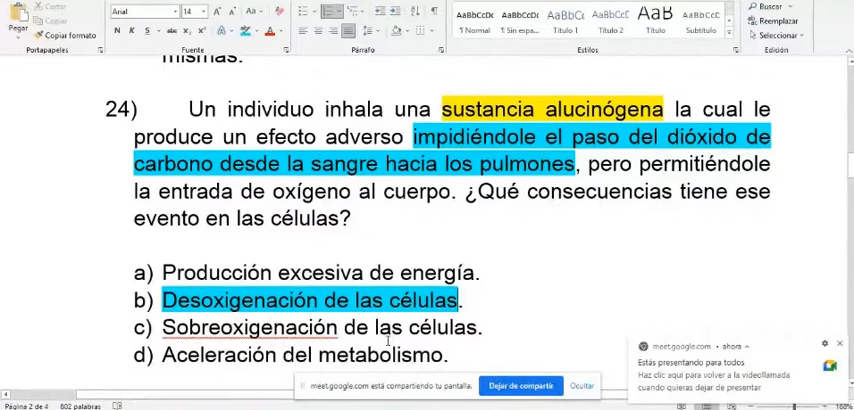 Cortar
Copiar
Pegar
Copiar formato
Portapapeles
Arial
14
N K S
Fuente
Párrafo
AaBbCcDc AaBbCcDc AaBbCc AaBbCcD AaB AaBbCcD
¶ Normal ¶ Sin espa... Título 1 Título 2 Título Subtítulo
Estilos
Buscar
Reemplazar
Seleccionar
Edición
mismas.
24) Un individuo inhala una sustancia alucinógena la cual le
produce un efecto adverso impidiéndole el paso del dióxido de
carbono desde la sangre hacia los pulmones, pero permitiéndole
la entrada de oxígeno al cuerpo. ¿Qué consecuencias tiene ese
evento en las células?
a) Producción excesiva de energía.
b) Desoxigenación de las células.
c) Sobreoxigenación de las células.
d) Aceleración del metabolismo.
meet.google.com • ahora
Estás presentando para todos
Haz clic aquí para volver a la videollamada
cuando quieras dejar de presentar
meet.google.com está compartiendo tu pantalla.
Dejar de compartir
Ocultar
Página 2 de 4 802 palabras